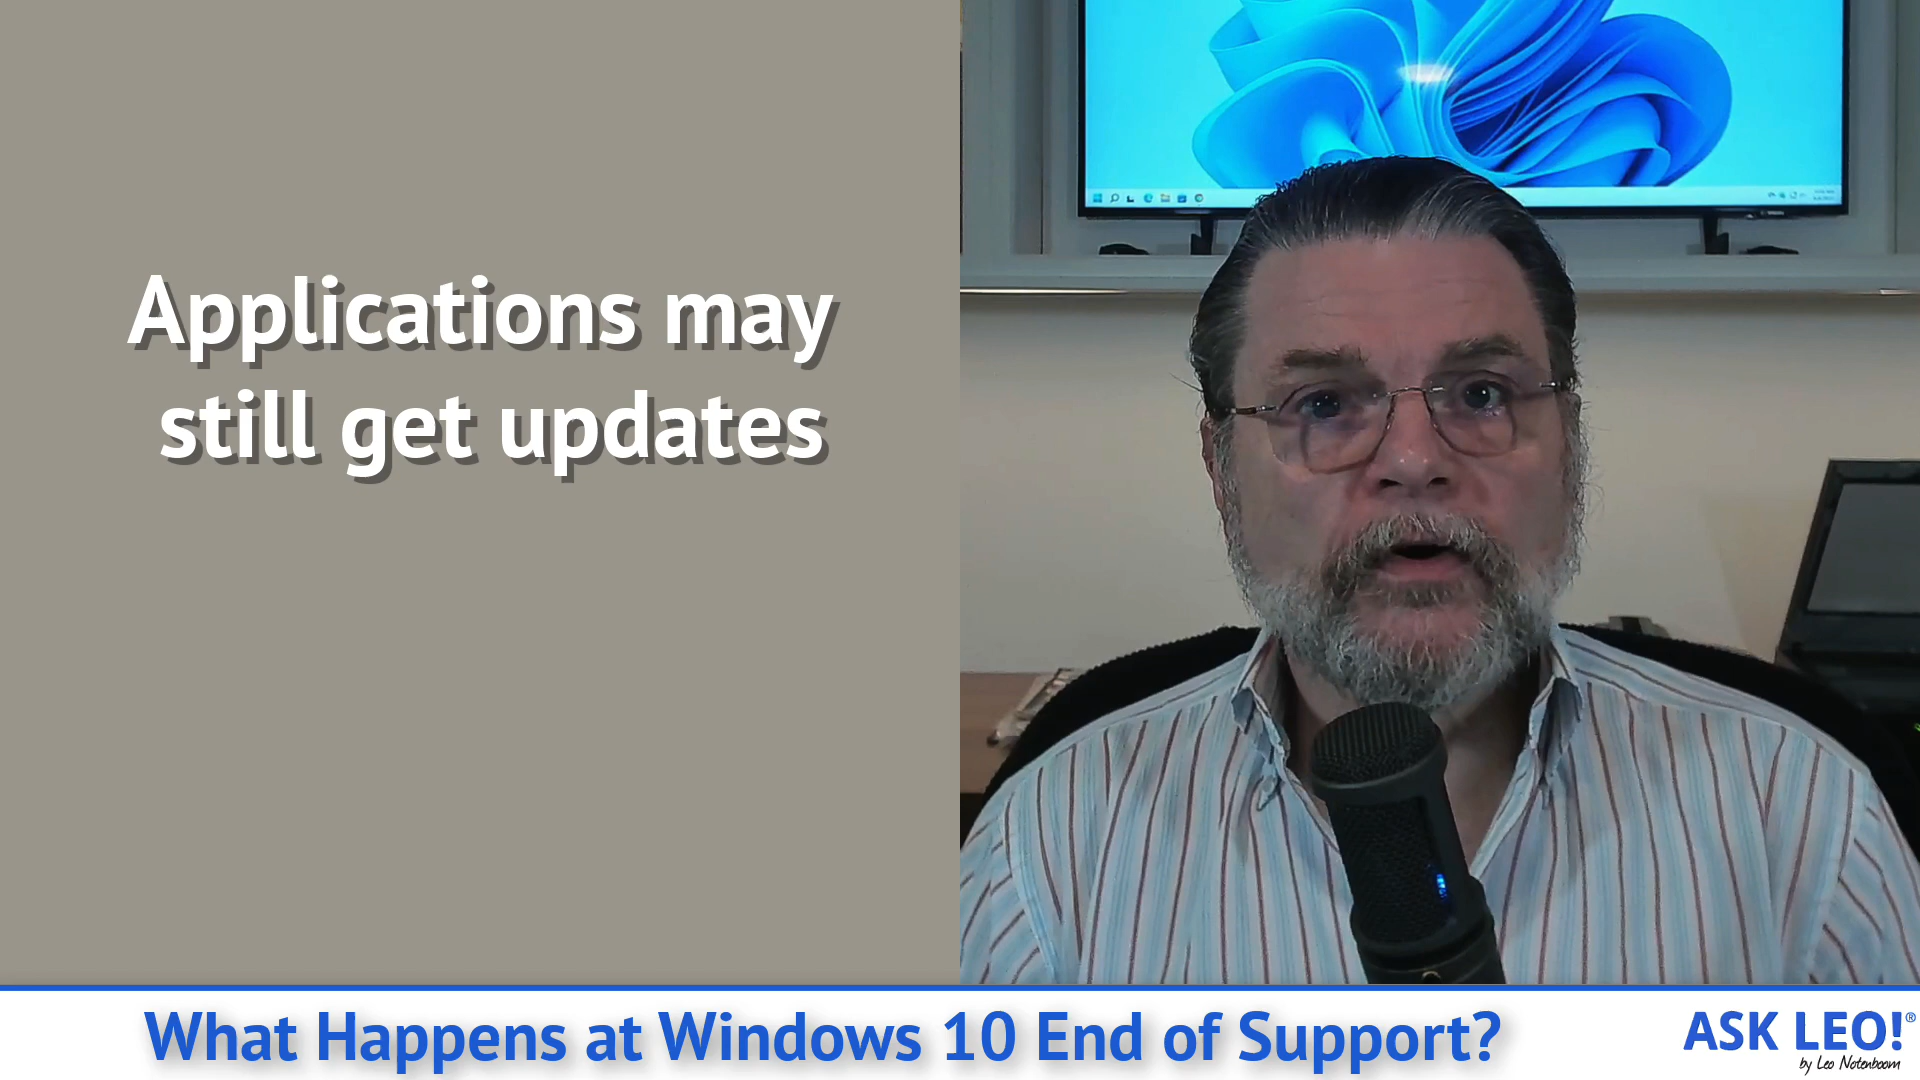 Applications may
still get updates
What Happens at Windows 10 End of Support?
ASK LEO!®
by Leo Notenboom